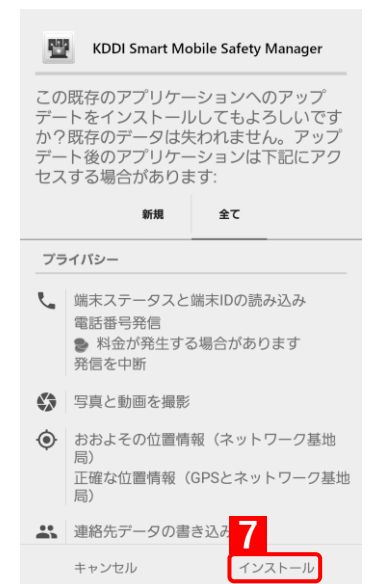 KDDI Smart Mobile Safety Manager
この既存のアプリケーションへのアップ
デートをインストールしてもよろしいです
か？既存のデータは失われません。アップ
デート後のアプリケーションは下記にアク
セスする場合があります:
新規 全て
プライバシー
端末ステータスと端末IDの読み込み
電話番号発信
料金が発生する場合があります
発信を中断
写真と動画を撮影
おおよその位置情報（ネットワーク基地
局）
正確な位置情報（GPSとネットワーク基地
局）
連絡先データの書き込み
7
キャンセル インストール